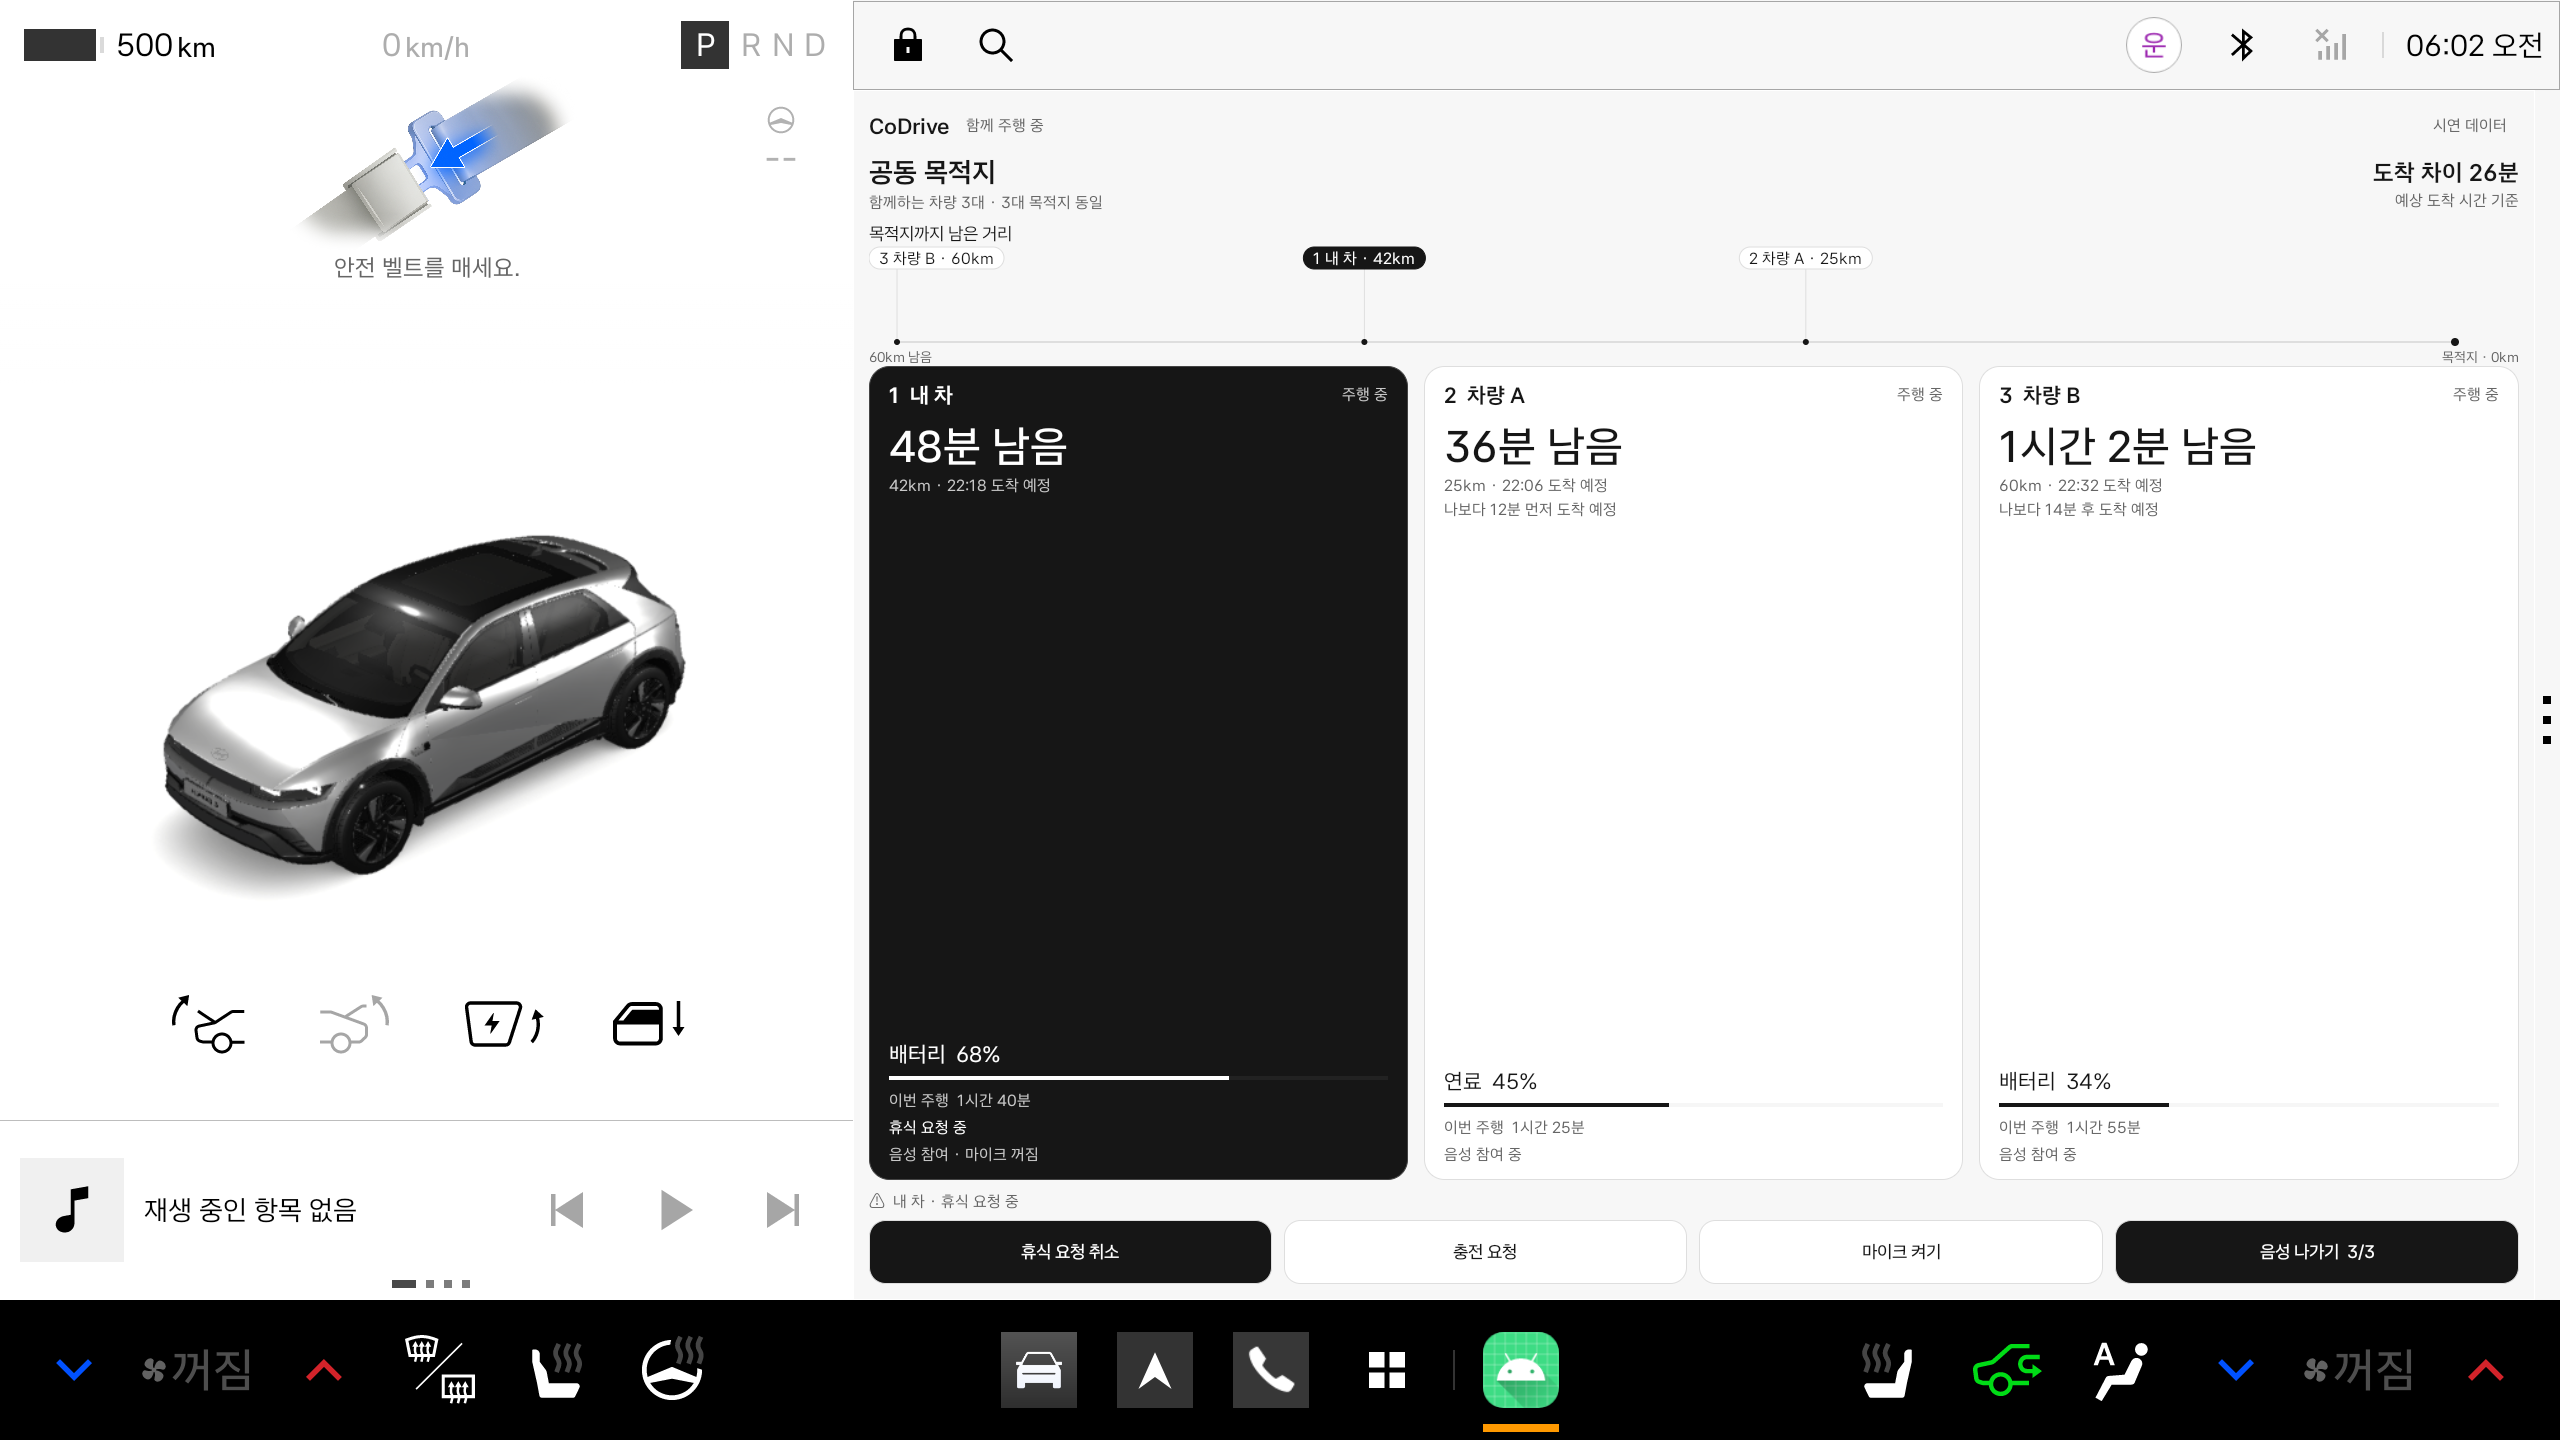 500 km
0 km/h
P R N D
안전 벨트를 매세요.
재생 중인 항목 없음
운
06:02 오전
CoDrive 함께 주행 중
시연 데이터
공동 목적지
함께하는 차량 3대 · 3대 목적지 동일
도착 차이 26분
예상 도착 시간 기준
목적지까지 남은 거리
3 차량 B · 60km
1 내 차 · 42km
2 차량 A · 25km
60km 남음
목적지 · 0km
1 내 차
주행 중
48분 남음
42km · 22:18 도착 예정
배터리 68%
이번 주행 1시간 40분
휴식 요청 중
음성 참여 · 마이크 꺼짐
2 차량 A
주행 중
36분 남음
25km · 22:06 도착 예정
나보다 12분 먼저 도착 예정
연료 45%
이번 주행 1시간 25분
음성 참여 중
3 차량 B
주행 중
1시간 2분 남음
60km · 22:32 도착 예정
나보다 14분 후 도착 예정
배터리 34%
이번 주행 1시간 55분
음성 참여 중
내 차 · 휴식 요청 중
휴식 요청 취소
충전 요청
마이크 켜기
음성 나가기 3/3
꺼짐
A
꺼짐